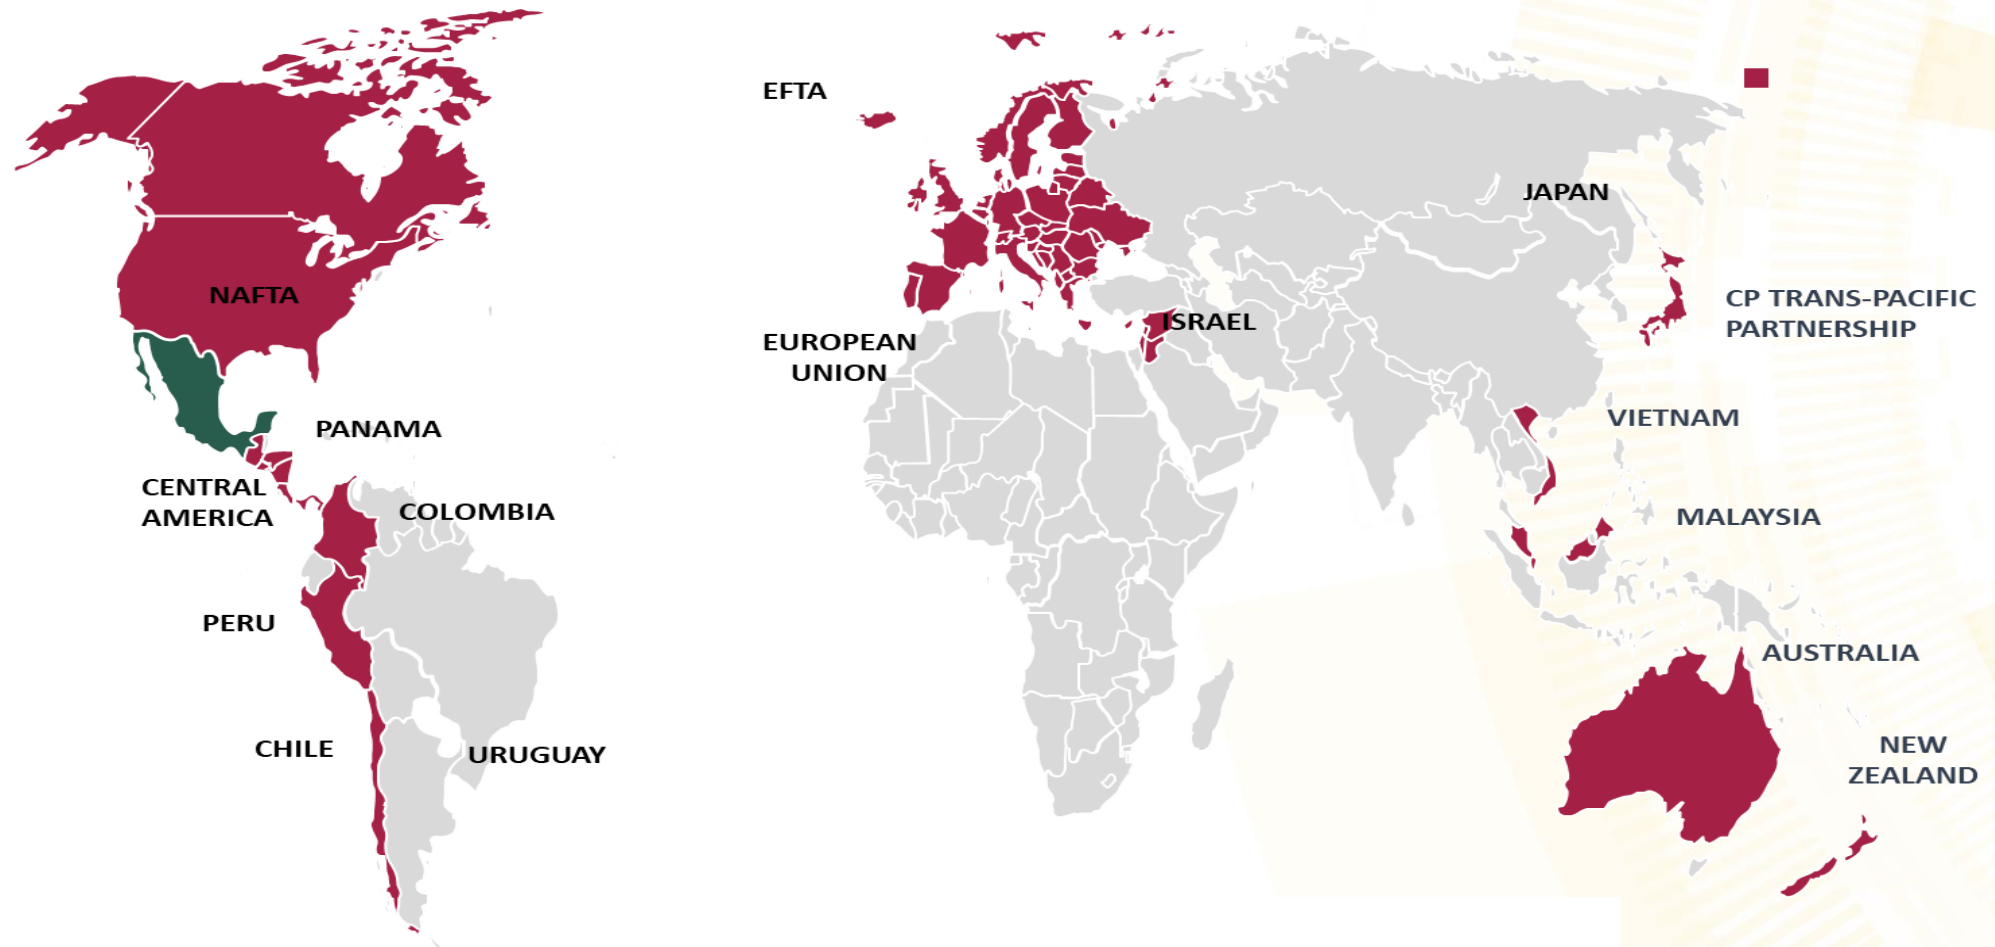 EFTA
JAPAN
NAFTA
CP TRANS-PACIFIC
PARTNERSHIP
ISRAEL
EUROPEAN
UNION
VIETNAM
PANAMA
CENTRAL
AMERICA
COLOMBIA
MALAYSIA
PERU
AUSTRALIA
CHILE
URUGUAY
NEW
ZEALAND